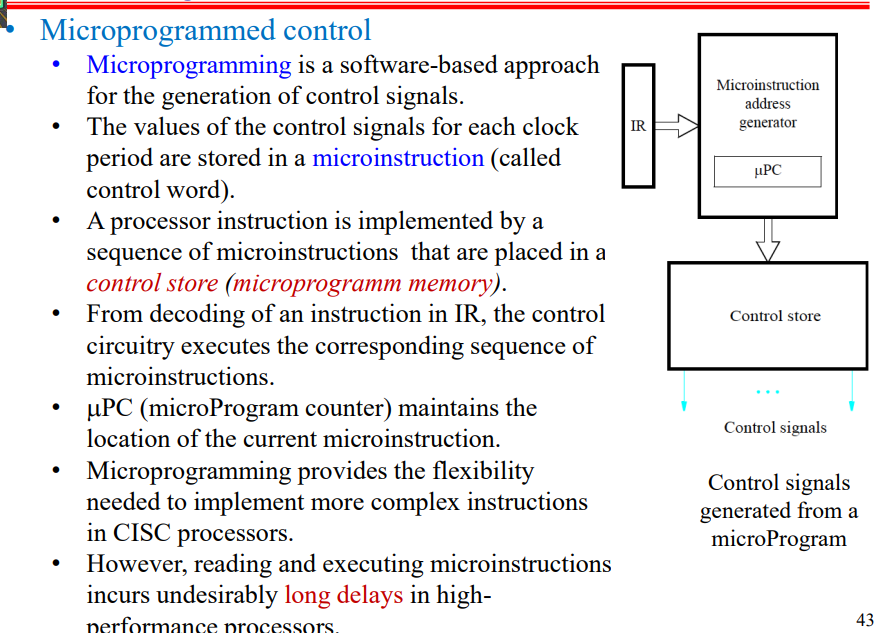 • Microprogrammed control
• Microprogramming is a software-based approach
for the generation of control signals.
• The values of the control signals for each clock
period are stored in a microinstruction (called
control word).
• A processor instruction is implemented by a
sequence of microinstructions that are placed in a
control store (microprogramm memory).
• From decoding of an instruction in IR, the control
circuitry executes the corresponding sequence of
microinstructions.
• μPC (microProgram counter) maintains the
location of the current microinstruction.
• Microprogramming provides the flexibility
needed to implement more complex instructions
in CISC processors.
• However, reading and executing microinstructions
incurs undesirably long delays in high-
performance processors.
IR
Microinstruction
address
generator
μPC
Control store
...
Control signals
Control signals
generated from a
microProgram
43